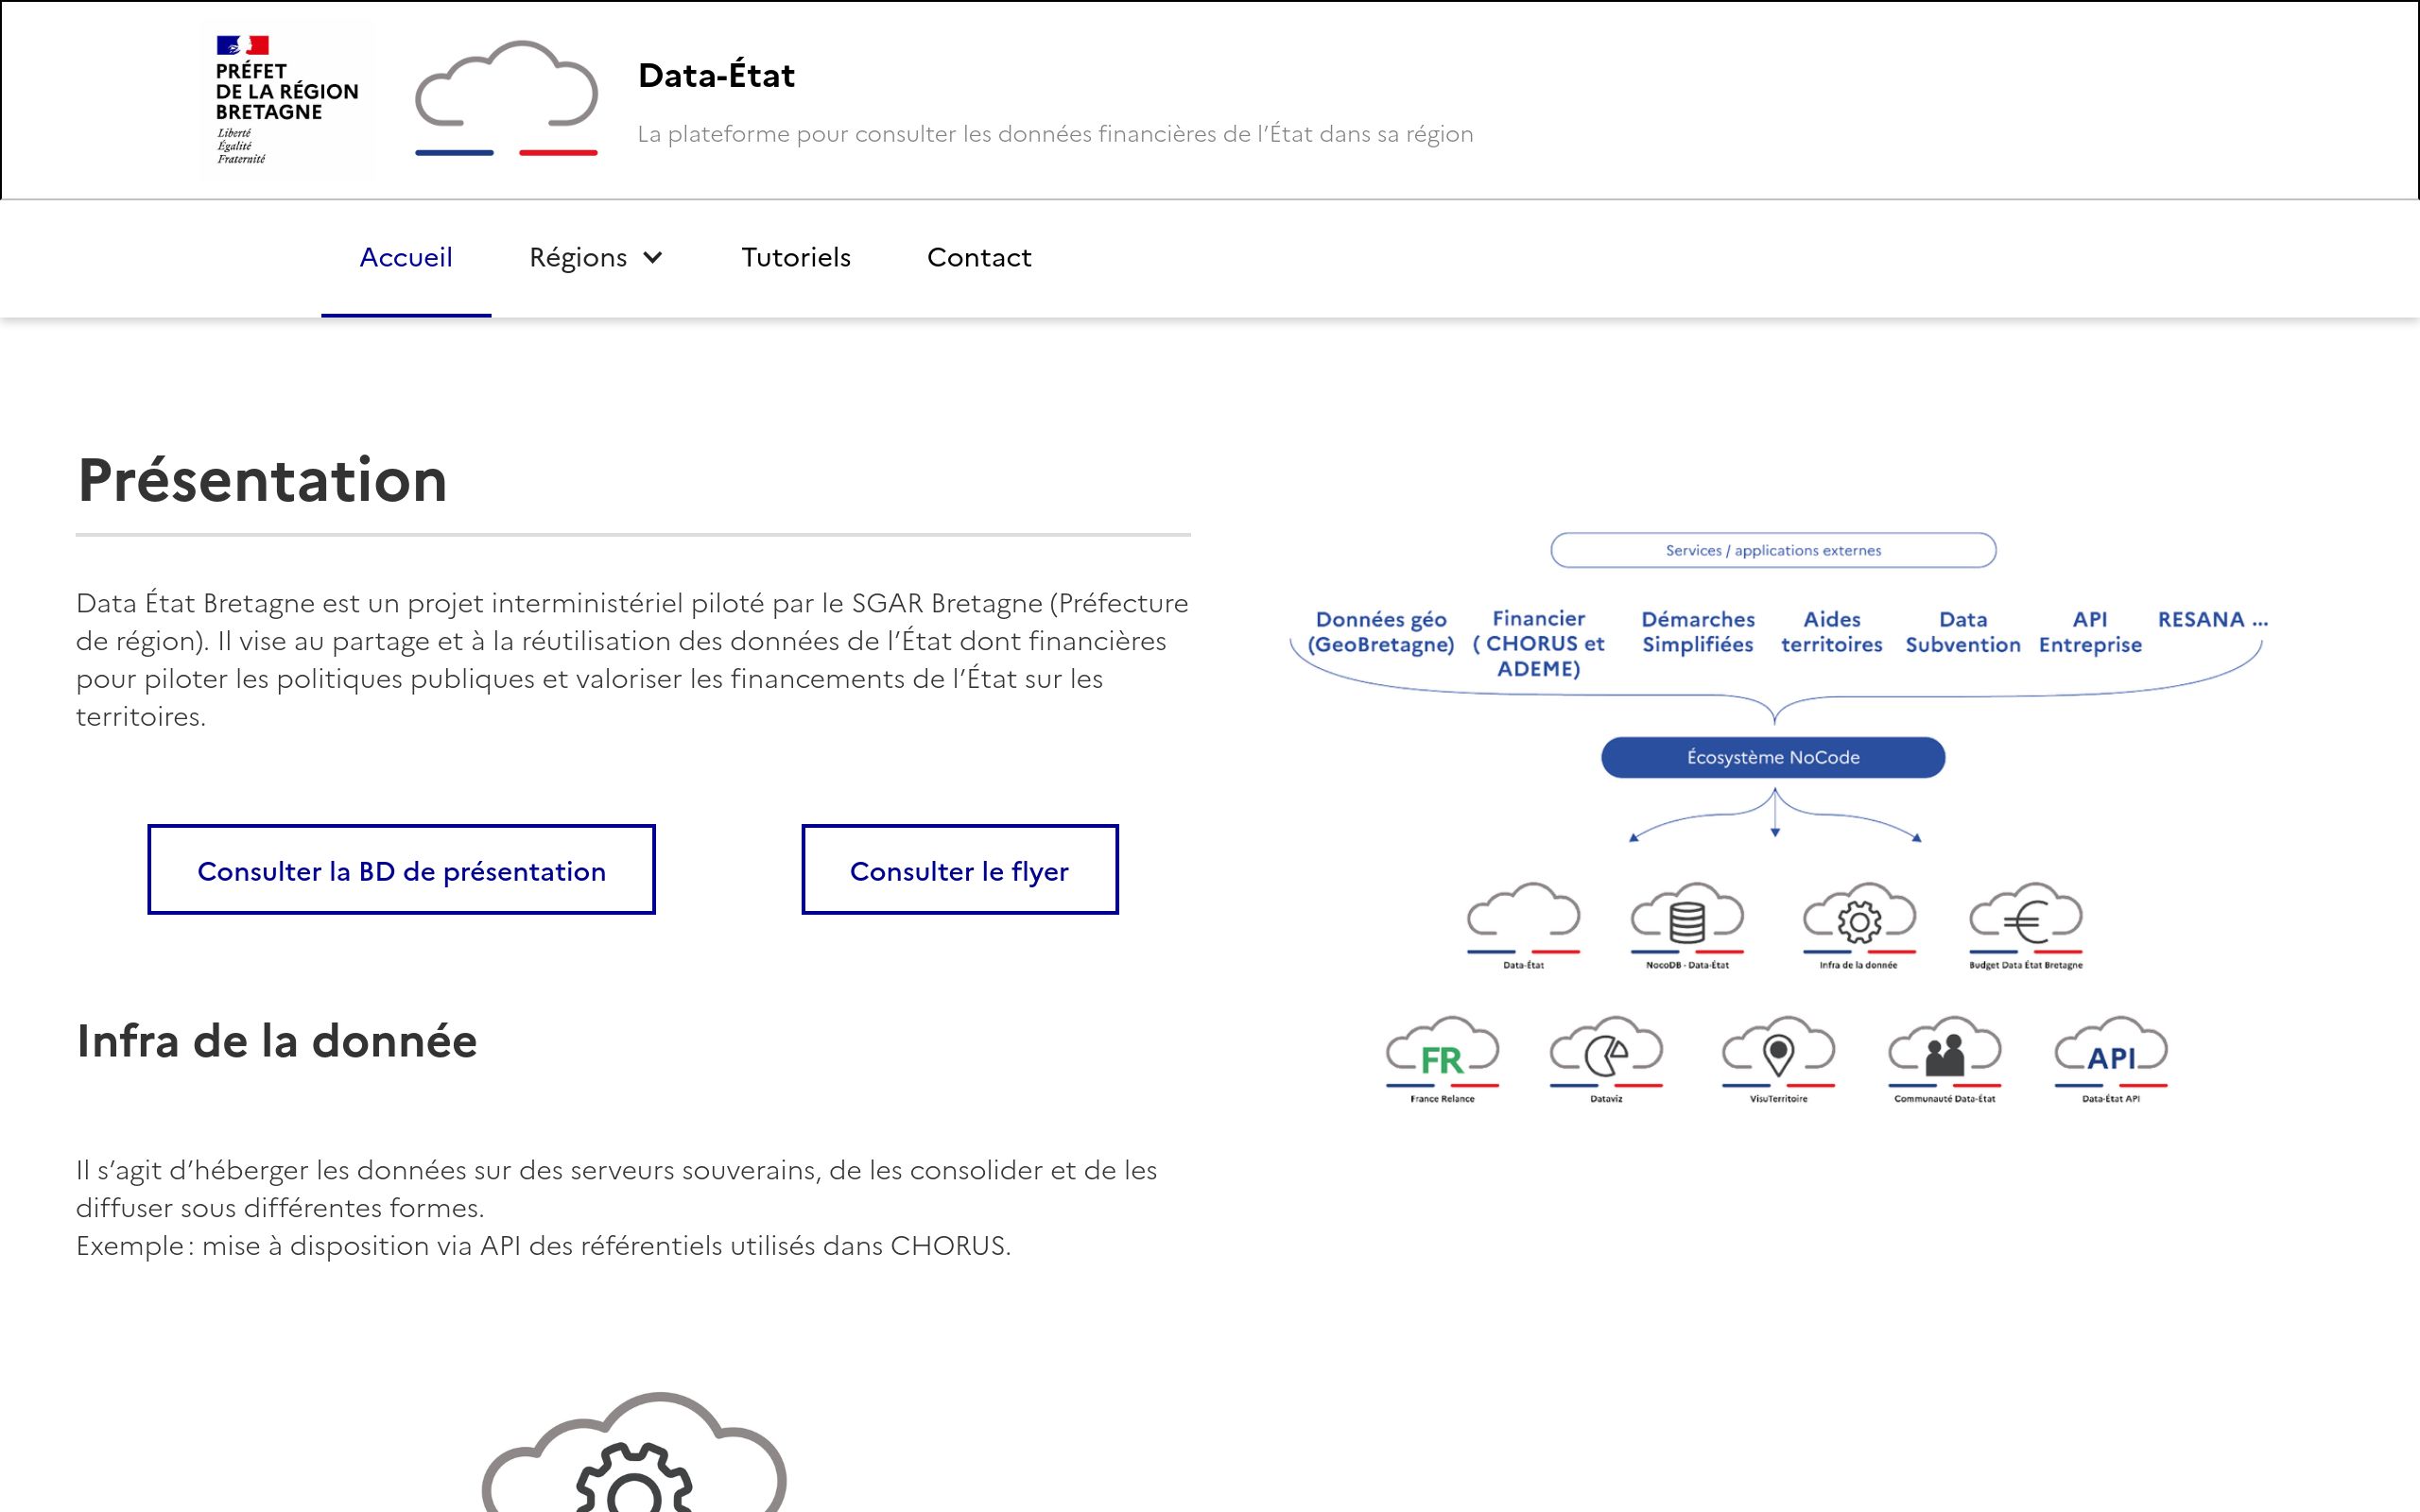 PRÉFET
DE LA RÉGION
BRETAGNE
Liberté
Égalité
Fraternité
Data-État
La plateforme pour consulter les données financières de l’État dans sa région
Accueil
Régions
Tutoriels
Contact
Présentation
Data État Bretagne est un projet interministériel piloté par le SGAR Bretagne (Préfecture
de région). Il vise au partage et à la réutilisation des données de l’État dont financières
pour piloter les politiques publiques et valoriser les financements de l’État sur les
territoires.
Consulter la BD de présentation
Consulter le flyer
Infra de la donnée
Il s’agit d’héberger les données sur des serveurs souverains, de les consolider et de les
diffuser sous différentes formes.
Exemple : mise à disposition via API des référentiels utilisés dans CHORUS.
Services / applications externes
Données géo
(GeoBretagne)
Financier
( CHORUS et
ADEME)
Démarches
Simplifiées
Aides
territoires
Data
Subvention
API
Entreprise
RESANA ...
Écosystème NoCode
Data-État
NocoDB - Data-État
Infra de la donnée
Budget Data État Bretagne
FR
France Relance
Dataviz
VisuTerritoire
Communauté Data-État
API
Data-État API